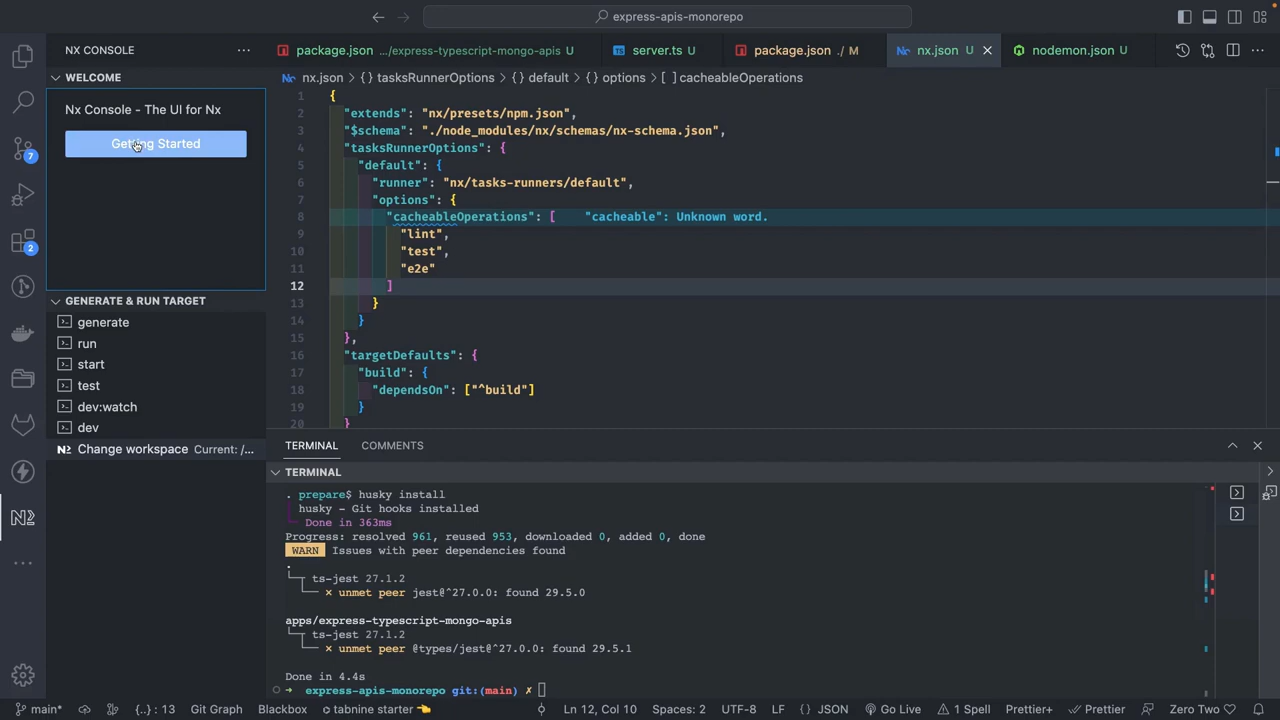 express-apis-monorepo
NX CONSOLE
package.json .../express-typescript-mongo-apis U
server.ts U
package.json ./ M
nx.json U
nodemon.json U
WELCOME
nx.json > {} tasksRunnerOptions > {} default > {} options > [ ] cacheableOperations
Nx Console - The UI for Nx
Getting Started
7
2
1 {
2 "extends": "nx/presets/npm.json",
3 "$schema": "./node_modules/nx/schemas/nx-schema.json",
4 "tasksRunnerOptions": {
5 "default": {
6 "runner": "nx/tasks-runners/default",
7 "options": {
8 "cacheableOperations": [ "cacheable": Unknown word.
9 "lint",
10 "test",
11 "e2e"
12 ]
13 }
14 }
15 },
16 "targetDefaults": {
17 "build": {
18 "dependsOn": ["^build"]
19 }
20 }
GENERATE & RUN TARGET
generate
run
start
test
dev:watch
dev
Change workspace Current: /...
TERMINAL
COMMENTS
TERMINAL
. prepare$ husky install
husky - Git hooks installed
Done in 363ms
Progress: resolved 961, reused 953, downloaded 0, added 0, done
WARN Issues with peer dependencies found
.
└─┬ ts-jest 27.1.2
└── ✕ unmet peer jest@^27.0.0: found 29.5.0
apps/express-typescript-mongo-apis
└─┬ ts-jest 27.1.2
└── ✕ unmet peer @types/jest@^27.0.0: found 29.5.1
Done in 4.4s
➜ express-apis-monorepo git:(main) ✗
main*
{..} : 13
Git Graph
Blackbox
tabnine starter 👈
Ln 12, Col 10
Spaces: 2
UTF-8
LF
{} JSON
Go Live
1 Spell
Prettier+
Prettier
Zero Two